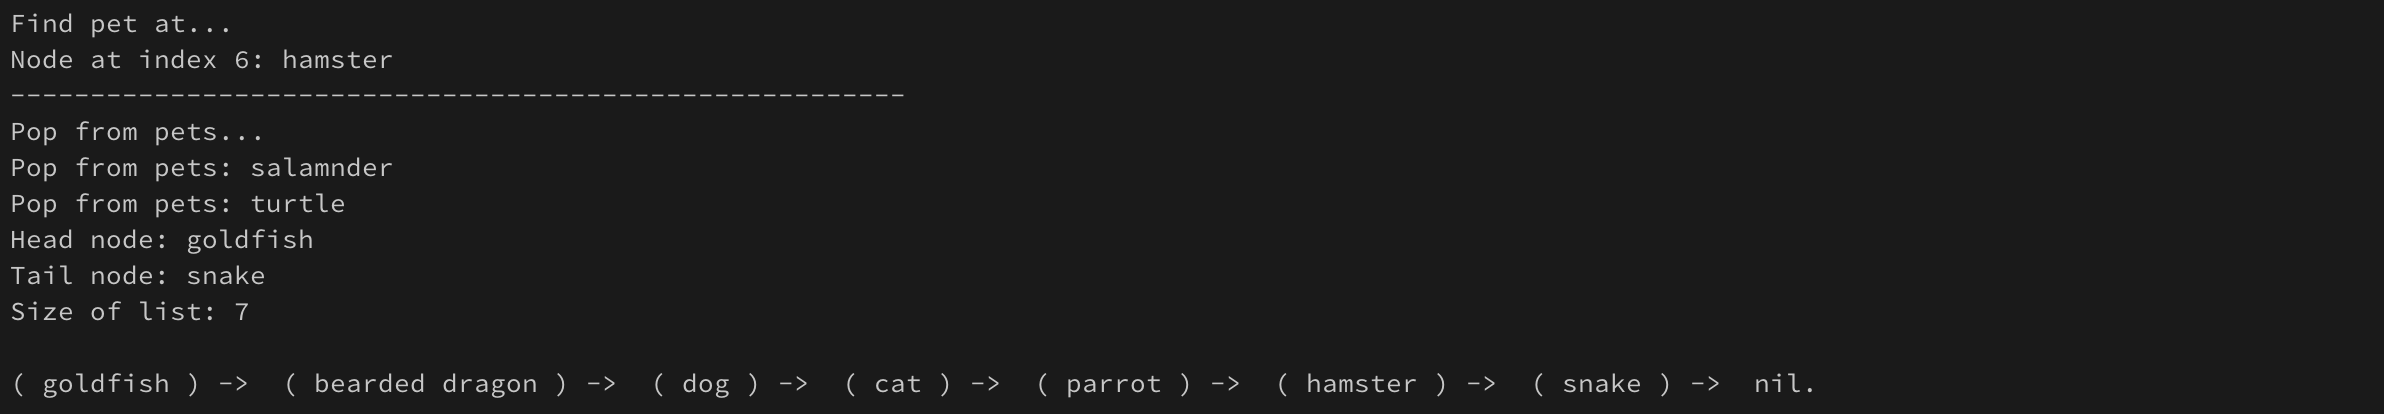 Find pet at...
Node at index 6: hamster
--------------------------------------------------------
Pop from pets...
Pop from pets: salamnder
Pop from pets: turtle
Head node: goldfish
Tail node: snake
Size of list: 7
( goldfish ) ->  ( bearded dragon ) ->  ( dog ) ->  ( cat ) ->  ( parrot ) ->  ( hamster ) ->  ( snake ) ->  nil.